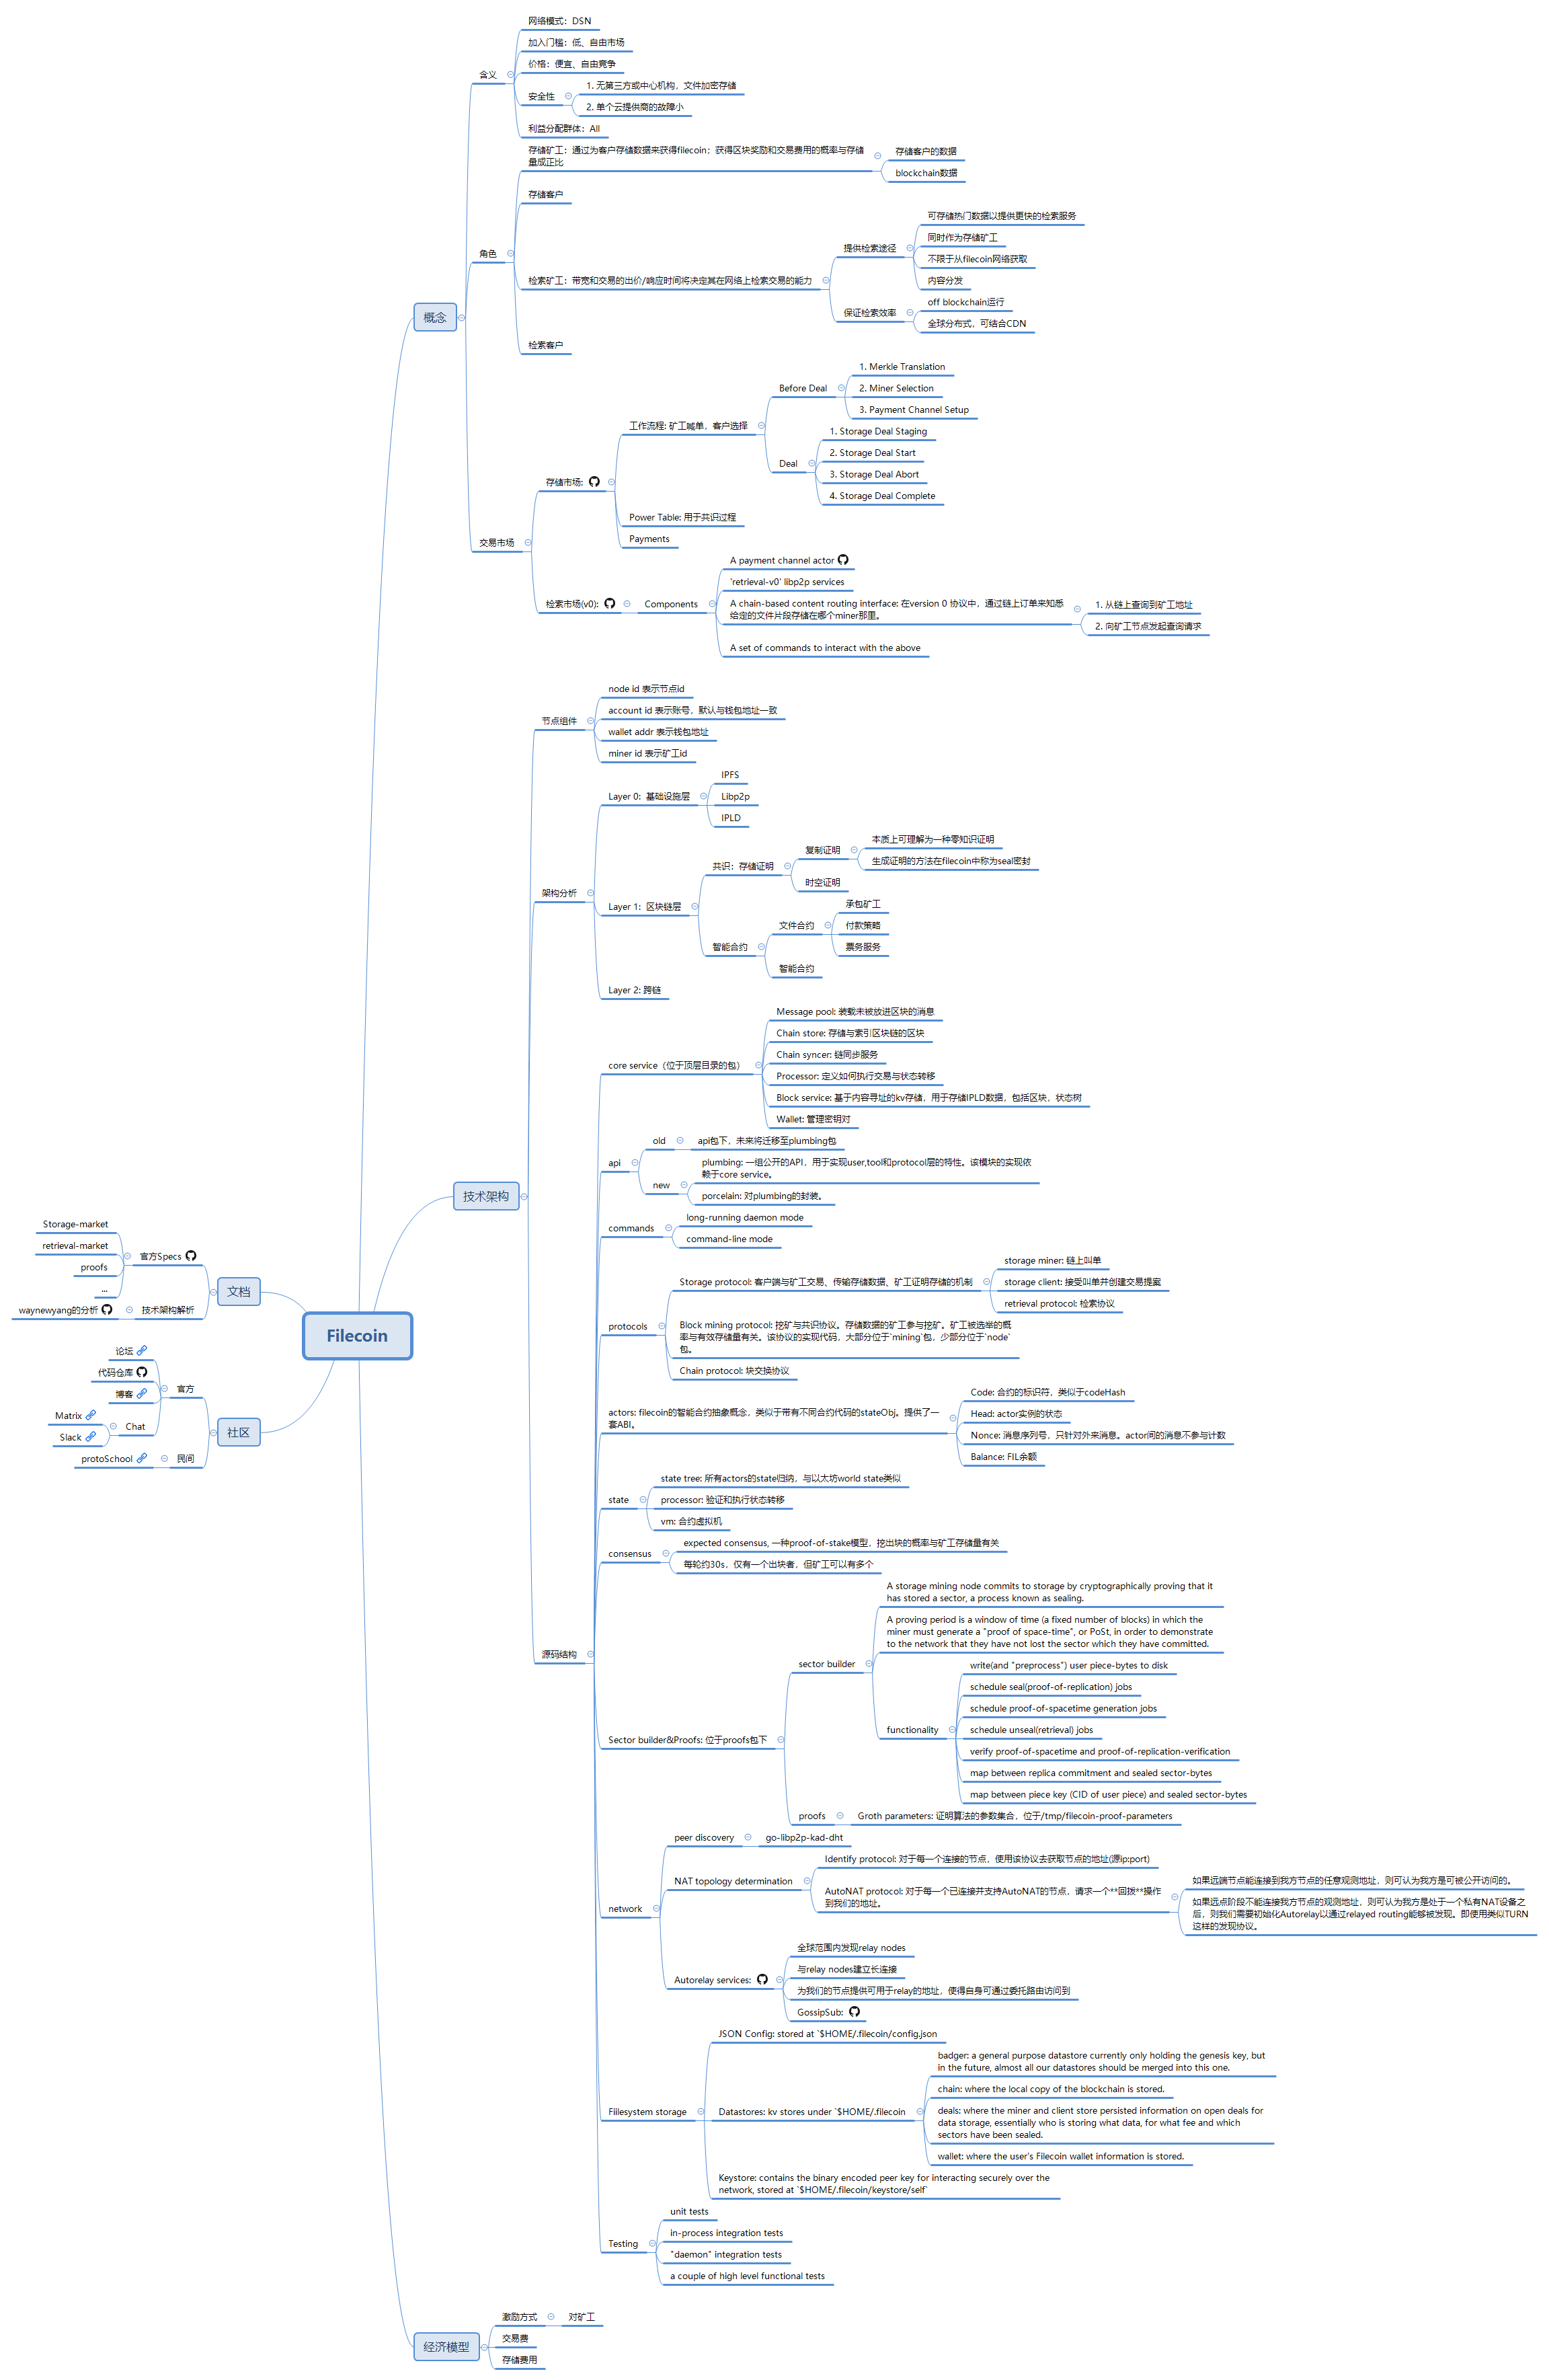 网络模式：DSN
加入门槛：低、自由市场
价格：便宜、自由竞争
含义
安全性
1. 无第三方或中心机构，文件加密存储
2. 单个云提供商的故障小
利益分配群体：All
存储矿工：通过为客户存储数据来获得filecoin；获得区块奖励和交易费用的概率与存储
量成正比
存储客户的数据
blockchain数据
存储客户
角色
检索矿工：带宽和交易的出价/响应时间将决定其在网络上检索交易的能力
提供检索途径
可存储热门数据以提供更快的检索服务
同时作为存储矿工
不限于从filecoin网络获取
内容分发
保证检索效率
off blockchain运行
全球分布式，可结合CDN
检索客户
概念
交易市场
存储市场:
工作流程: 矿工喊单，客户选择
Before Deal
1. Merkle Translation
2. Miner Selection
3. Payment Channel Setup
Deal
1. Storage Deal Staging
2. Storage Deal Start
3. Storage Deal Abort
4. Storage Deal Complete
Power Table: 用于共识过程
Payments
检索市场(v0):
Components
A payment channel actor
'retrieval-v0' libp2p services
A chain-based content routing interface: 在version 0 协议中，通过链上订单来知悉
给定的文件片段存储在哪个miner那里。
1. 从链上查询到矿工地址
2. 向矿工节点发起查询请求
A set of commands to interact with the above
节点组件
node id 表示节点id
account id 表示账号，默认与钱包地址一致
wallet addr 表示钱包地址
miner id 表示矿工id
架构分析
Layer 0: 基础设施层
IPFS
Libp2p
IPLD
Layer 1: 区块链层
共识：存储证明
复制证明
本质上可理解为一种零知识证明
生成证明的方法在filecoin中称为seal密封
时空证明
智能合约
文件合约
承包矿工
付款策略
票务服务
智能合约
Layer 2: 跨链
技术架构
源码结构
core service（位于顶层目录的包）
Message pool: 装载未被放进区块的消息
Chain store: 存储与索引区块链的区块
Chain syncer: 链同步服务
Processor: 定义如何执行交易与状态转移
Block service: 基于内容寻址的kv存储，用于存储IPLD数据，包括区块，状态树
Wallet: 管理密钥对
api
old
api包下，未来将迁移至plumbing包
new
plumbing: 一组公开的API，用于实现user,tool和protocol层的特性。该模块的实现依
赖于core service。
porcelain: 对plumbing的封装。
commands
long-running daemon mode
command-line mode
protocols
Storage protocol: 客户端与矿工交易、传输存储数据、矿工证明存储的机制
storage miner: 链上叫单
storage client: 接受叫单并创建交易提案
retrieval protocol: 检索协议
Block mining protocol: 挖矿与共识协议。存储数据的矿工参与挖矿。矿工被选举的概
率与有效存储量有关。该协议的实现代码，大部分位于`mining`包，少部分位于`node`
包。
Chain protocol: 块交换协议
actors: filecoin的智能合约抽象概念，类似于带有不同合约代码的stateObj。提供了一
套ABI。
Code: 合约的标识符，类似于codeHash
Head: actor实例的状态
Nonce: 消息序列号，只针对外来消息。actor间的消息不参与计数
Balance: FIL余额
state
state tree: 所有actors的state归纳，与以太坊world state类似
processor: 验证和执行状态转移
vm: 合约虚拟机
consensus
expected consensus, 一种proof-of-stake模型，挖出块的概率与矿工存储量有关
每轮约30s，仅有一个出块者，但矿工可以有多个
Sector builder&Proofs: 位于proofs包下
sector builder
A storage mining node commits to storage by cryptographically proving that it
has stored a sector, a process known as sealing.
A proving period is a window of time (a fixed number of blocks) in which the
miner must generate a "proof of space-time", or PoSt, in order to demonstrate
to the network that they have not lost the sector which they have committed.
functionality
write(and "preprocess") user piece-bytes to disk
schedule seal(proof-of-replication) jobs
schedule proof-of-spacetime generation jobs
schedule unseal(retrieval) jobs
verify proof-of-spacetime and proof-of-replication-verification
map between replica commitment and sealed sector-bytes
map between piece key (CID of user piece) and sealed sector-bytes
proofs
Groth parameters: 证明算法的参数集合，位于/tmp/filecoin-proof-parameters
network
peer discovery
go-libp2p-kad-dht
NAT topology determination
Identify protocol: 对于每一个连接的节点，使用该协议去获取节点的地址(源ip:port)
AutoNAT protocol: 对于每一个已连接并支持AutoNAT的节点，请求一个**回拨**操作
到我们的地址。
如果远端节点能连接到我方节点的任意观测地址，则可认为我方是可被公开访问的。
如果远点阶段不能连接我方节点的观测地址，则可认为我方是处于一个私有NAT设备之
后，则我们需要初始化Autorelay以通过relayed routing能够被发现。即使用类似TURN
这样的发现协议。
Autorelay services:
全球范围内发现relay nodes
与relay nodes建立长连接
为我们的节点提供可用于relay的地址，使得自身可通过委托路由访问到
GossipSub:
Fiilesystem storage
JSON Config: stored at `$HOME/.filecoin/config.json
Datastores: kv stores under `$HOME/.filecoin
badger: a general purpose datastore currently only holding the genesis key, but
in the future, almost all our datastores should be merged into this one.
chain: where the local copy of the blockchain is stored.
deals: where the miner and client store persisted information on open deals for
data storage, essentially who is storing what data, for what fee and which
sectors have been sealed.
wallet: where the user's Filecoin wallet information is stored.
Keystore: contains the binary encoded peer key for interacting securely over the
network, stored at `$HOME/.filecoin/keystore/self`
Testing
unit tests
in-process integration tests
"daemon" integration tests
a couple of high level functional tests
经济模型
激励方式
对矿工
交易费
存储费用
Filecoin
文档
官方Specs
Storage-market
retrieval-market
proofs
...
技术架构解析
waynewyang的分析
社区
官方
论坛
代码仓库
博客
Chat
Matrix
Slack
民间
protoSchool